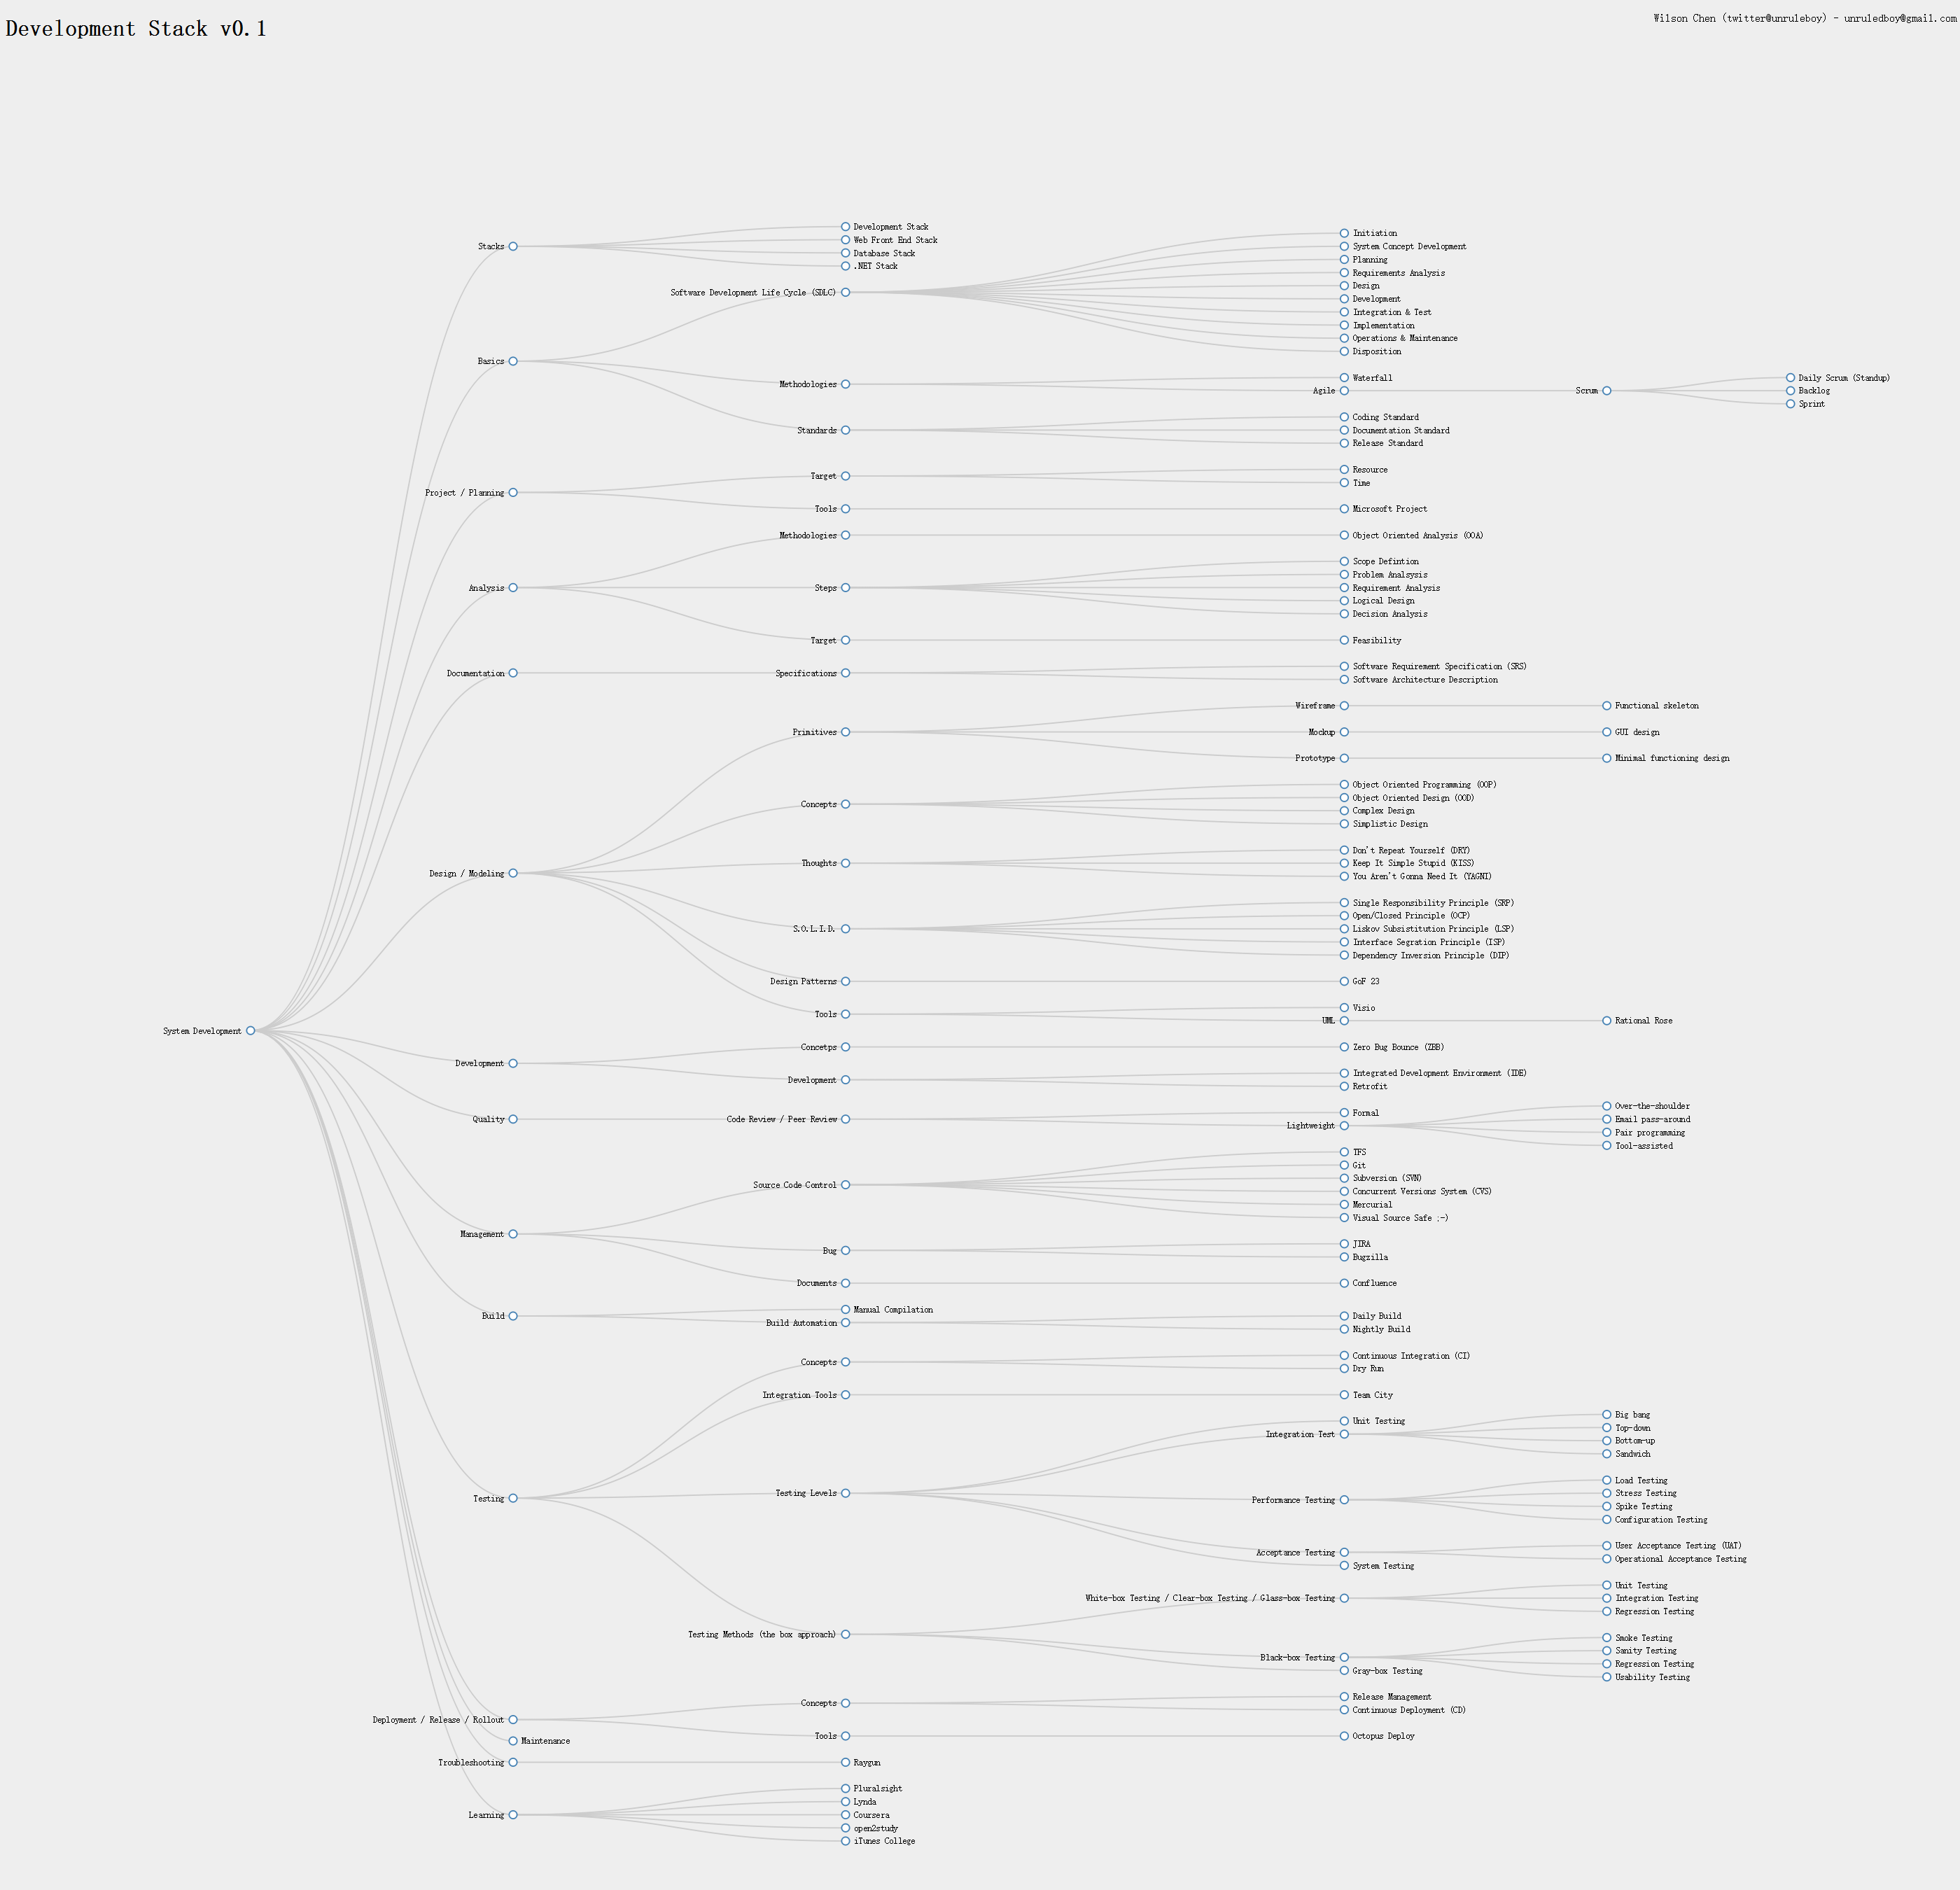 Development Stack v0.1
Wilson Chen (twitter@unruleboy) - unruledboy@gmail.com
System Development
Stacks
Development Stack
Web Front End Stack
Database Stack
.NET Stack
Basics
Software Development Life Cycle (SDLC)
Initiation
System Concept Development
Planning
Requirements Analysis
Design
Development
Integration & Test
Implementation
Operations & Maintenance
Disposition
Methodologies
Waterfall
Agile
Scrum
Daily Scrum (Standup)
Backlog
Sprint
Standards
Coding Standard
Documentation Standard
Release Standard
Project / Planning
Target
Resource
Time
Tools
Microsoft Project
Analysis
Methodologies
Object Oriented Analysis (OOA)
Steps
Scope Defintion
Problem Analsysis
Requirement Analysis
Logical Design
Decision Analysis
Target
Feasibility
Documentation
Specifications
Software Requirement Specification (SRS)
Software Architecture Description
Design / Modeling
Primitives
Wireframe
Functional skeleton
Mockup
GUI design
Prototype
Minimal functioning design
Concepts
Object Oriented Programming (OOP)
Object Oriented Design (OOD)
Complex Design
Simplistic Design
Thoughts
Don't Repeat Yourself (DRY)
Keep It Simple Stupid (KISS)
You Aren't Gonna Need It (YAGNI)
S.O.L.I.D.
Single Responsibility Principle (SRP)
Open/Closed Principle (OCP)
Liskov Subsistitution Principle (LSP)
Interface Segration Principle (ISP)
Dependency Inversion Principle (DIP)
Design Patterns
GoF 23
Tools
Visio
UML
Rational Rose
Development
Concetps
Zero Bug Bounce (ZBB)
Development
Integrated Development Environment (IDE)
Retrofit
Quality
Code Review / Peer Review
Formal
Lightweight
Over-the-shoulder
Email pass-around
Pair programming
Tool-assisted
Management
Source Code Control
TFS
Git
Subversion (SVN)
Concurrent Versions System (CVS)
Mercurial
Visual Source Safe ;-)
Bug
JIRA
Bugzilla
Documents
Confluence
Build
Manual Compilation
Build Automation
Daily Build
Nightly Build
Testing
Concepts
Continuous Integration (CI)
Dry Run
Integration Tools
Team City
Testing Levels
Unit Testing
Integration Test
Big bang
Top-down
Bottom-up
Sandwich
Performance Testing
Load Testing
Stress Testing
Spike Testing
Configuration Testing
Acceptance Testing
User Acceptance Testing (UAT)
Operational Acceptance Testing
System Testing
Testing Methods (the box approach)
White-box Testing / Clear-box Testing / Glass-box Testing
Unit Testing
Integration Testing
Regression Testing
Black-box Testing
Smoke Testing
Sanity Testing
Regression Testing
Usability Testing
Gray-box Testing
Deployment / Release / Rollout
Concepts
Release Management
Continuous Deployment (CD)
Tools
Octopus Deploy
Maintenance
Troubleshooting
Raygun
Learning
Pluralsight
Lynda
Coursera
open2study
iTunes College